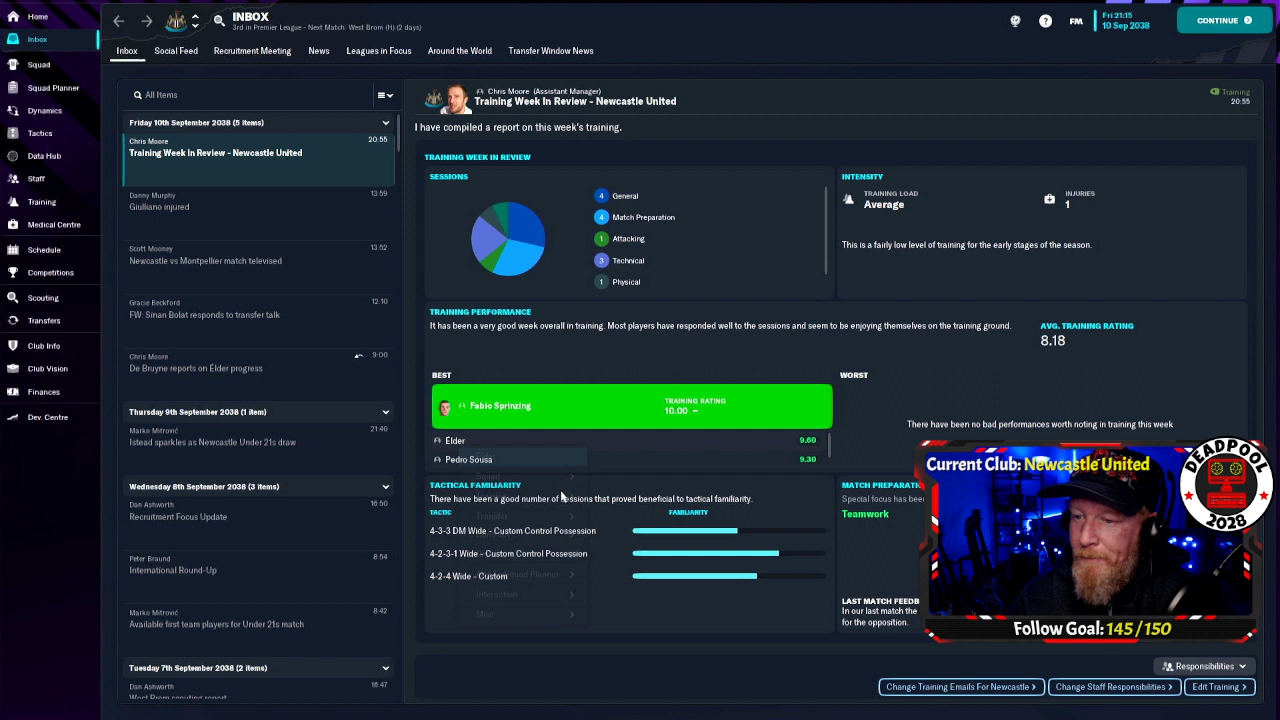 Home
Inbox
Squad
Squad Planner
Dynamics
Tactics
Data Hub
Staff
Training
Medical Centre
Schedule
Competitions
Scouting
Transfers
Club Info
Club Vision
Finances
Dev. Centre
INBOX
3rd in Premier League - Next Match: West Brom (H) (2 days)
FM
Fri 21:15
10 Sep 2038
CONTINUE
Inbox
Social Feed
Recruitment Meeting
News
Leagues in Focus
Around the World
Transfer Window News
All Items
Friday 10th September 2038 (5 items)
Chris Moore 20:55
Training Week In Review - Newcastle United
Danny Murphy 13:59
Giulliano injured
Scott Mooney 13:52
Newcastle vs Montpellier match televised
Gracie Beckford 12:10
FW: Sinan Bolat responds to transfer talk
Chris Moore 9:00
De Bruyne reports on Élder progress
Thursday 9th September 2038 (1 item)
Marko Mitrović 21:40
Istead sparkles as Newcastle Under 21s draw
Wednesday 8th September 2038 (3 items)
Dan Ashworth 16:50
Recruitment Focus Update
Peter Braund 8:54
International Round-Up
Marko Mitrović 8:42
Available first team players for Under 21s match
Tuesday 7th September 2038 (2 items)
Dan Ashworth 16:47
West Brom scouting report
Chris Moore (Assistant Manager)
Training Week In Review - Newcastle United
Training
20:55
I have compiled a report on this week's training.
TRAINING WEEK IN REVIEW
SESSIONS
4 General
4 Match Preparation
1 Attacking
3 Technical
1 Physical
INTENSITY
TRAINING LOAD
Average
INJURIES
1
This is a fairly low level of training for the early stages of the season.
TRAINING PERFORMANCE
It has been a very good week overall in training. Most players have responded well to the sessions and seem to be enjoying themselves on the training ground.
AVG. TRAINING RATING
8.18
BEST
Fabio Sprinzing
TRAINING RATING
10.00 –
Élder 9.60
Pedro Sousa 9.30
WORST
There have been no bad performances worth noting in training this week
TACTICAL FAMILIARITY
There have been a good number of sessions that proved beneficial to tactical familiarity.
TACTIC FAMILIARITY
4-3-3 DM Wide - Custom Control Possession
4-2-3-1 Wide - Custom Control Possession
4-2-4 Wide - Custom
Transfer
Squad Planner
Interaction
Misc
MATCH PREPARATIO
Special focus has bee
Teamwork
LAST MATCH FEEDB
In our last match the
for the opposition.
Current Club: Newcastle United
DEADPOOL
2028
Follow Goal: 145/150
Responsibilities
Change Training Emails For Newcastle >
Change Staff Responsibilities >
Edit Training >